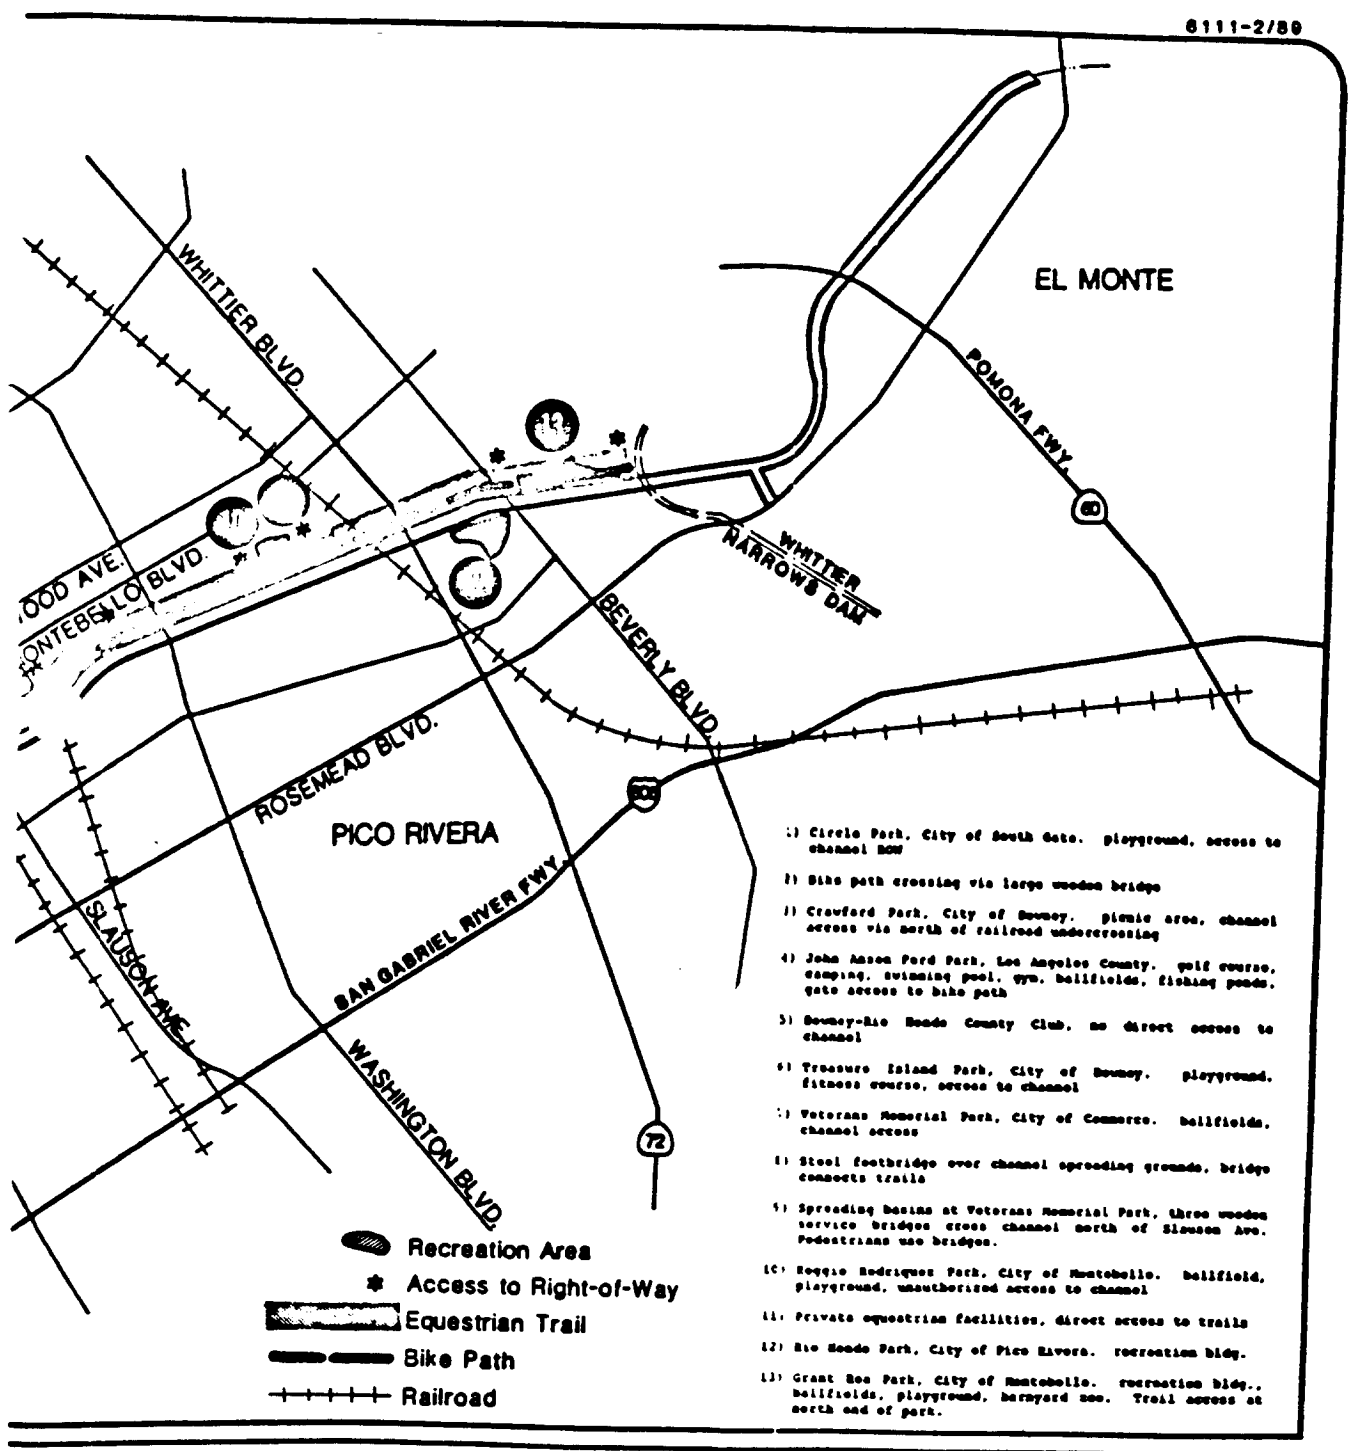 6111-2/89
EL MONTE
WHITTIER BLVD.
POMONA FWY.
60
13
11
WHITTIER
NARROWS DAM
OOD AVE.
ONTEBELLO BLVD.
BEVERLY BLVD.
ROSEMEAD BLVD.
PICO RIVERA
SAN GABRIEL RIVER FWY.
SLAUSON AVE.
WASHINGTON BLVD.
72
1) Circle Park, City of South Gate. playground, access to
channel ROW
2) Bike path crossing via large wooden bridge
3) Crawford Park, City of Downey. picnic area, channel
access via north of railroad undercrossing
4) John Anson Ford Park, Los Angeles County. golf course,
camping, swimming pool, gym, ballfields, fishing ponds,
gate access to bike path
5) Downey-Rio Hondo County Club, no direct access to
channel
6) Treasure Island Park, City of Downey. playground,
fitness course, access to channel
7) Veterans Memorial Park, City of Commerce. ballfields,
channel access
8) Steel footbridge over channel spreading grounds, bridge
connects trails
9) Spreading basins at Veterans Memorial Park, three wooden
service bridges cross channel north of Slauson Ave.
Pedestrians use bridges.
10) Reggie Rodriguez Park, City of Montebello. ballfield,
playground, unauthorized access to channel
11) Private equestrian facilities, direct access to trails
12) Rio Hondo Park, City of Pico Rivera. recreation bldg.
13) Grant Rea Park, City of Montebello. recreation bldg.,
ballfields, playground, barnyard zoo. Trail access at
north end of park.
Recreation Area
Access to Right-of-Way
Equestrian Trail
Bike Path
Railroad